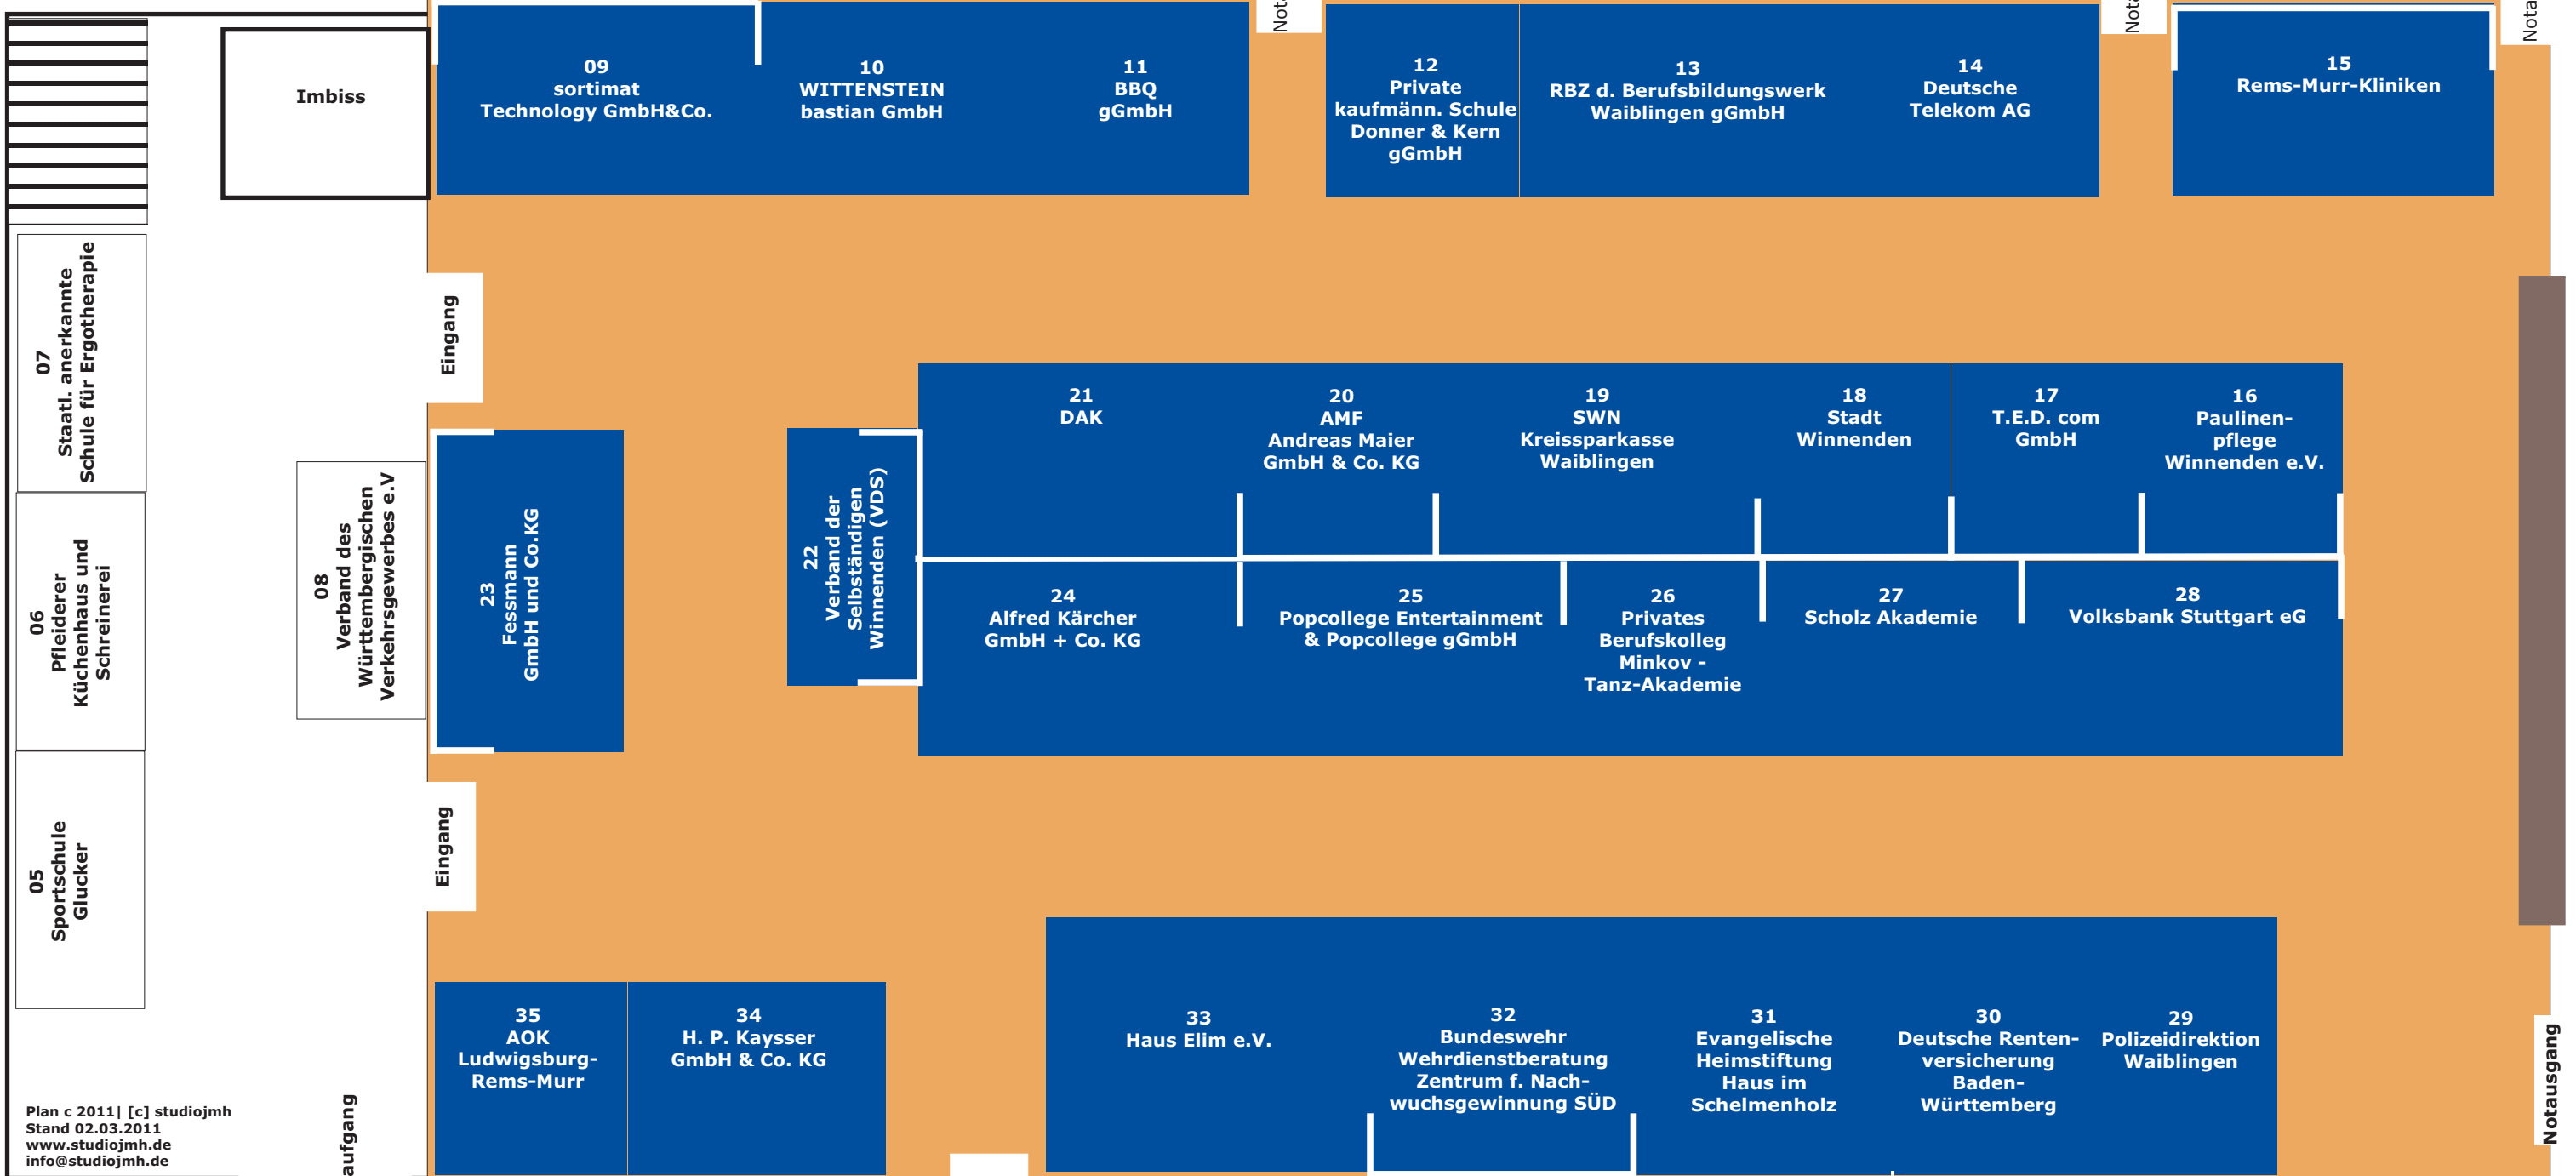 Imbiss
09
sortimat
Technology GmbH&Co.
10
WITTENSTEIN
bastian GmbH
11
BBQ
gGmbH
12
Private
kaufmänn. Schule
Donner & Kern
gGmbH
13
RBZ d. Berufsbildungswerk
Waiblingen gGmbH
14
Deutsche
Telekom AG
15
Rems-Murr-Kliniken
07
Staatl. anerkannte
Schule für Ergotherapie
Eingang
06
Pfleiderer
Küchenhaus und
Schreinerei
08
Verband des
Württembergischen
Verkehrsgewerbes e.V
23
Fessmann
GmbH und Co.KG
22
Verband der
Selbständigen
Winnenden (VDS)
21
DAK
20
AMF
Andreas Maier
GmbH & Co. KG
19
SWN
Kreissparkasse
Waiblingen
18
Stadt
Winnenden
17
T.E.D. com
GmbH
16
Paulinen-
pflege
Winnenden e.V.
24
Alfred Kärcher
GmbH + Co. KG
25
Popcollege Entertainment
& Popcollege gGmbH
26
Privates
Berufskolleg
Minkov -
Tanz-Akademie
27
Scholz Akademie
28
Volksbank Stuttgart eG
05
Sportschule
Glucker
Eingang
35
AOK
Ludwigsburg-
Rems-Murr
34
H. P. Kaysser
GmbH & Co. KG
33
Haus Elim e.V.
32
Bundeswehr
Wehrdienstberatung
Zentrum f. Nach-
wuchsgewinnung SÜD
31
Evangelische
Heimstiftung
Haus im
Schelmenholz
30
Deutsche Renten-
versicherung
Baden-
Württemberg
29
Polizeidirektion
Waiblingen
Notausgang
Plan c 2011| [c] studiojmh
Stand 02.03.2011
www.studiojmh.de
info@studiojmh.de
aufgang